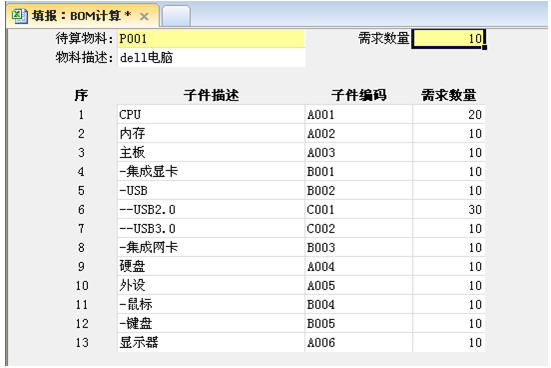 填报：BOM计算 *
待算物料： P001 需求数量 10
物料描述： dell电脑
序 子件描述 子件编码 需求数量
1 CPU A001 20
2 内存 A002 10
3 主板 A003 10
4 -集成显卡 B001 10
5 -USB B002 10
6 --USB2.0 C001 30
7 --USB3.0 C002 10
8 -集成网卡 B003 10
9 硬盘 A004 10
10 外设 A005 10
11 -鼠标 B004 10
12 -键盘 B005 10
13 显示器 A006 10